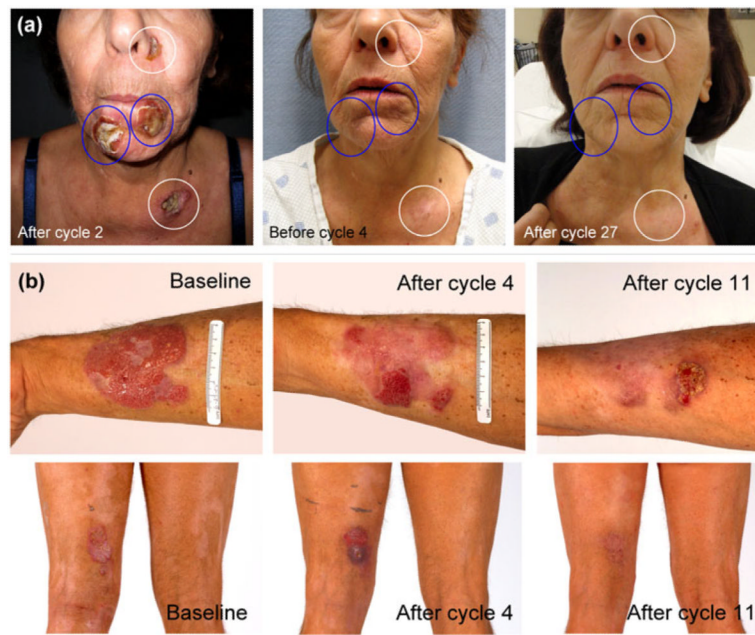 (a)
After cycle 2
Before cycle 4
After cycle 27
(b)
Baseline
After cycle 4
After cycle 11
Baseline
After cycle 4
After cycle 11